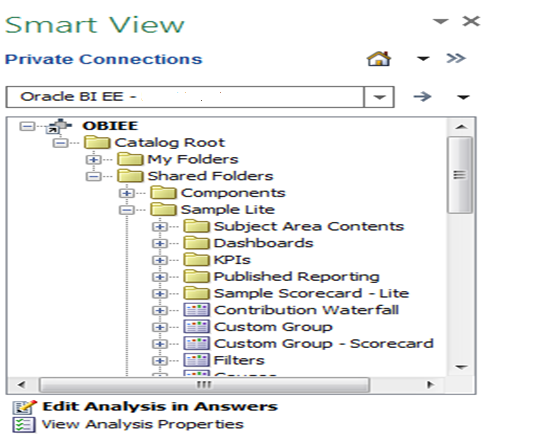 Smart View
Private Connections
Oracle BI EE -
OBIEE
Catalog Root
My Folders
Shared Folders
Components
Sample Lite
Subject Area Contents
Dashboards
KPIs
Published Reporting
Sample Scorecard - Lite
Contribution Waterfall
Custom Group
Custom Group - Scorecard
Filters
Edit Analysis in Answers
View Analysis Properties